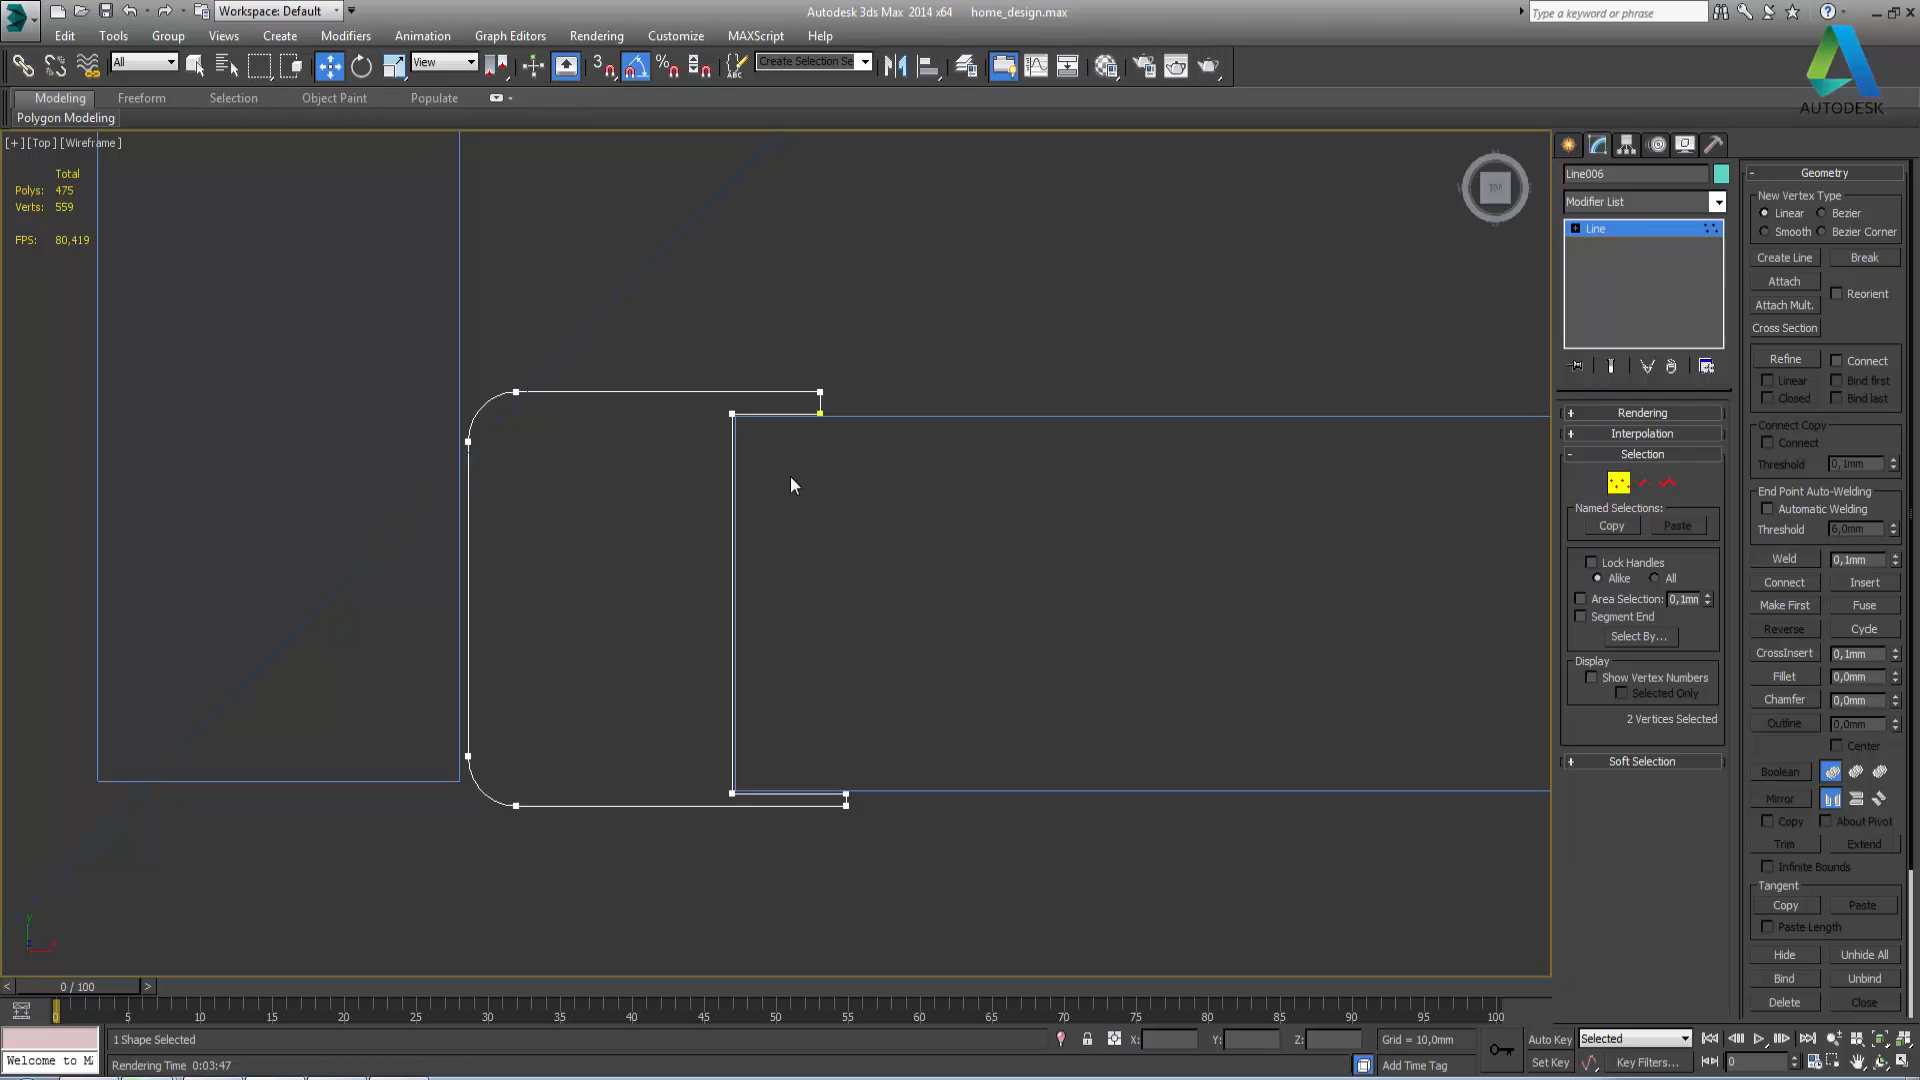 Workspace: Default
Autodesk 3ds Max 2014 x64 home_design.max
Type a keyword or phrase
Edit Tools Group Views Create Modifiers Animation Graph Editors Rendering Customize MAXScript Help
All View 3 Create Selection Se
AUTODESK
Modeling Freeform Selection Object Paint Populate
Polygon Modeling
[+] [Top] [Wireframe]
Total
Polys: 475
Verts: 559
FPS: 80,419
TOP
Line006
Modifier List
Line
+ Rendering
+ Interpolation
- Selection
Named Selections:
Copy Paste
Lock Handles
Alike All
Area Selection: 0,1mm
Segment End
Select By...
Display
Show Vertex Numbers
Selected Only
2 Vertices Selected
+ Soft Selection
- Geometry
New Vertex Type
Linear Bezier
Smooth Bezier Corner
Create Line Break
Attach
Reorient
Attach Mult.
Cross Section
Refine Connect
Linear Bind first
Closed Bind last
Connect Copy
Connect
Threshold 0,1mm
End Point Auto-Welding
Automatic Welding
Threshold 6,0mm
Weld 0,1mm
Connect Insert
Make First Fuse
Reverse Cycle
CrossInsert 0,1mm
Fillet 0,0mm
Chamfer 0,0mm
Outline 0,0mm
Center
Boolean
Mirror
Copy About Pivot
Trim Extend
Infinite Bounds
Tangent
Copy Paste
Paste Length
Hide Unhide All
Bind Unbind
Delete Close
y
x
< 0 / 100 >
0 5 10 15 20 25 30 35 40 45 50 55 60 65 70 75 80 85 90 95 100
1 Shape Selected X: Y: Z: Grid = 10,0mm Auto Key Selected
Welcome to M
Rendering Time 0:03:47 Add Time Tag Set Key Key Filters... 0